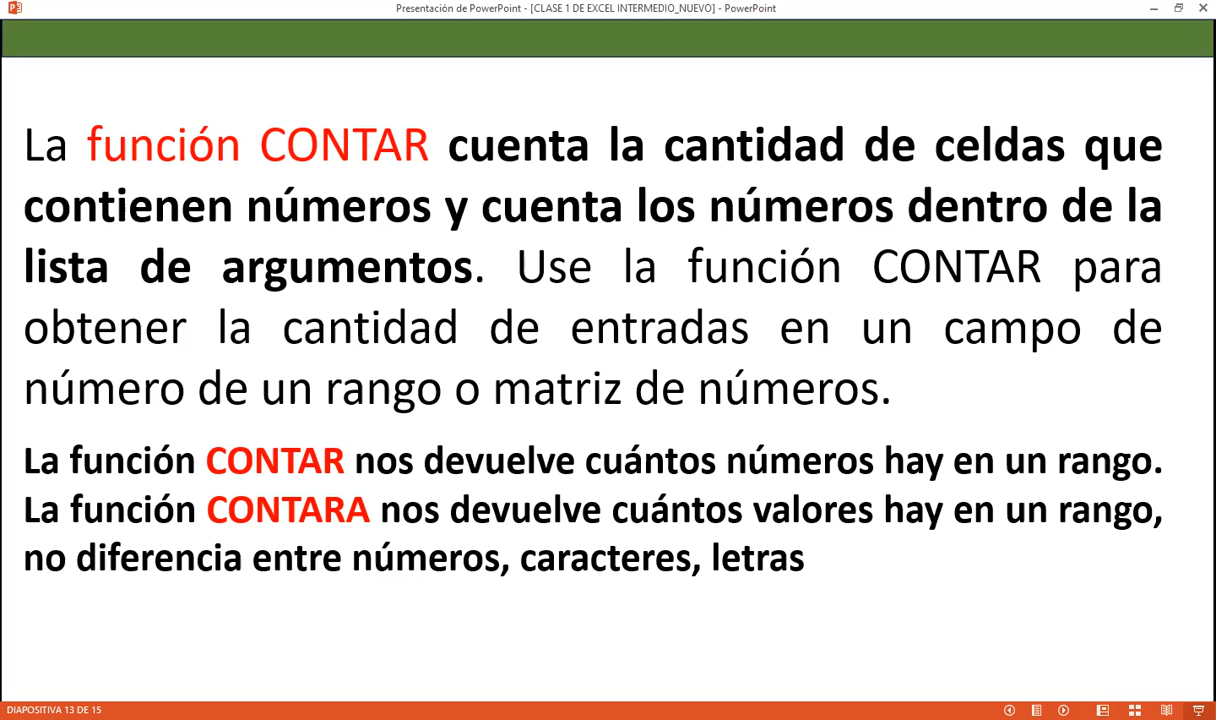 Presentación de PowerPoint - [CLASE 1 DE EXCEL INTERMEDIO_NUEVO] - PowerPoint
La función CONTAR cuenta la cantidad de celdas que
contienen números y cuenta los números dentro de la
lista de argumentos. Use la función CONTAR para
obtener la cantidad de entradas en un campo de
número de un rango o matriz de números.
La función CONTAR nos devuelve cuántos números hay en un rango.
La función CONTARA nos devuelve cuántos valores hay en un rango,
no diferencia entre números, caracteres, letras
DIAPOSITIVA 13 DE 15